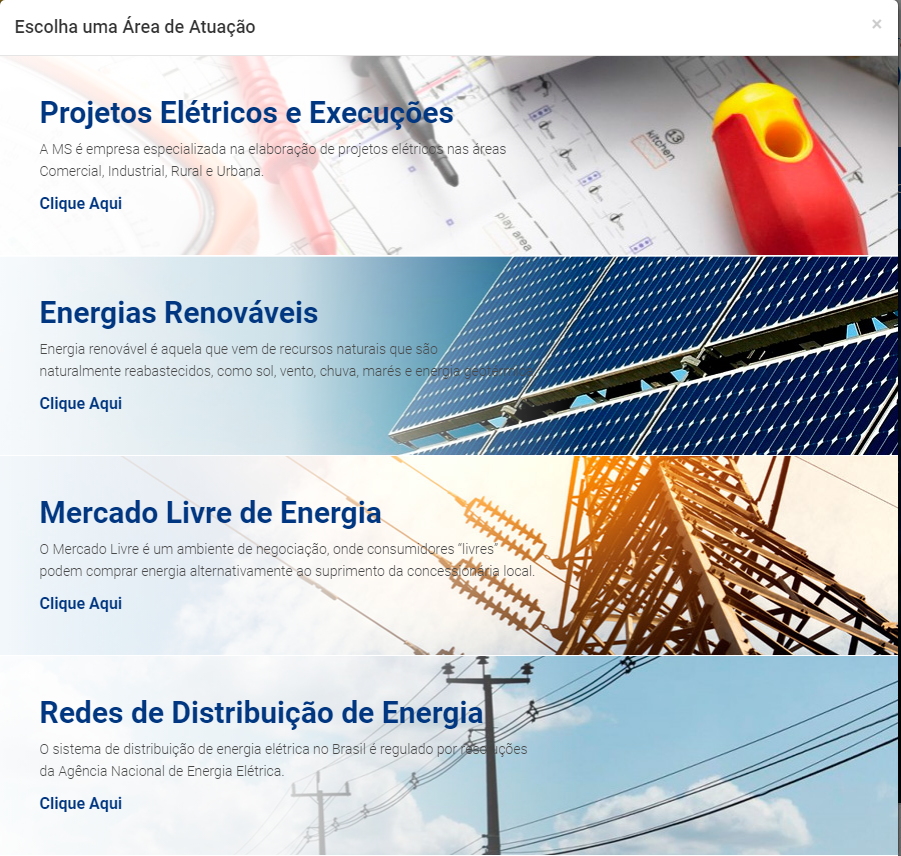 Escolha uma Área de Atuação
×
Projetos Elétricos e Execuções
A MS é empresa especializada na elaboração de projetos elétricos nas áreas
Comercial, Industrial, Rural e Urbana.
Clique Aqui
kitchen
13
play area
Energias Renováveis
Energia renovável é aquela que vem de recursos naturais que são
naturalmente reabastecidos, como sol, vento, chuva, marés e energia geotérmica.
Clique Aqui
Mercado Livre de Energia
O Mercado Livre é um ambiente de negociação, onde consumidores “livres”
podem comprar energia alternativamente ao suprimento da concessionária local.
Clique Aqui
Redes de Distribuição de Energia
O sistema de distribuição de energia elétrica no Brasil é regulado por resoluções
da Agência Nacional de Energia Elétrica.
Clique Aqui